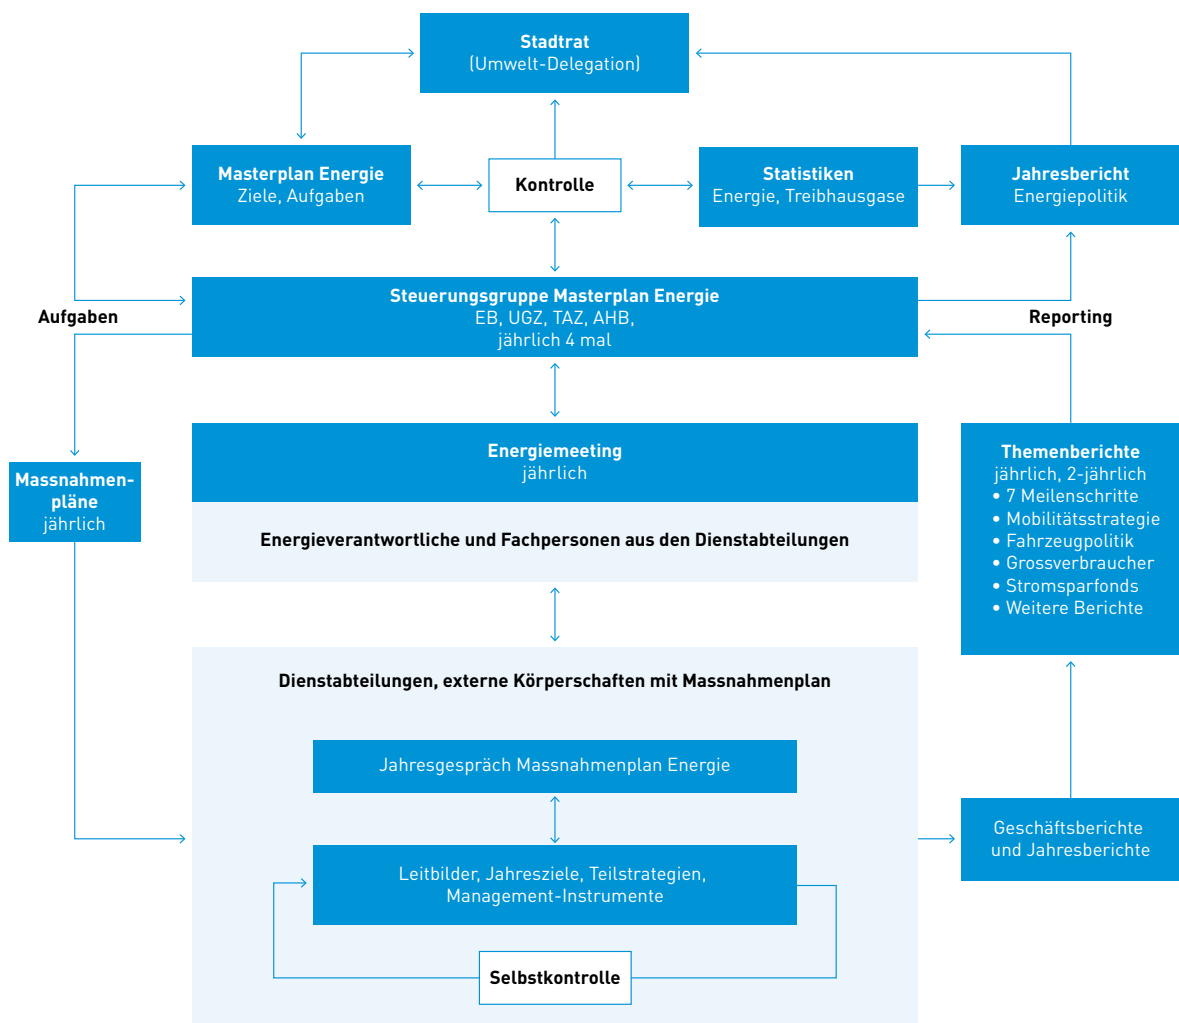 Stadtrat
(Umwelt-Delegation)
Masterplan Energie
Ziele, Aufgaben
Kontrolle
Statistiken
Energie, Treibhausgase
Jahresbericht
Energiepolitik
Steuerungsgruppe Masterplan Energie
EB, UGZ, TAZ, AHB,
jährlich 4 mal
Aufgaben
Reporting
Massnahmen-
pläne
jährlich
Energiemeeting
jährlich
Energieverantwortliche und Fachpersonen aus den Dienstabteilungen
Themenberichte
jährlich, 2-jährlich
• 7 Meilenschritte
• Mobilitätsstrategie
• Fahrzeugpolitik
• Grossverbraucher
• Stromsparfonds
• Weitere Berichte
Dienstabteilungen, externe Körperschaften mit Massnahmenplan
Jahresgespräch Massnahmenplan Energie
Leitbilder, Jahresziele, Teilstrategien,
Management-Instrumente
Selbstkontrolle
Geschäftsberichte
und Jahresberichte